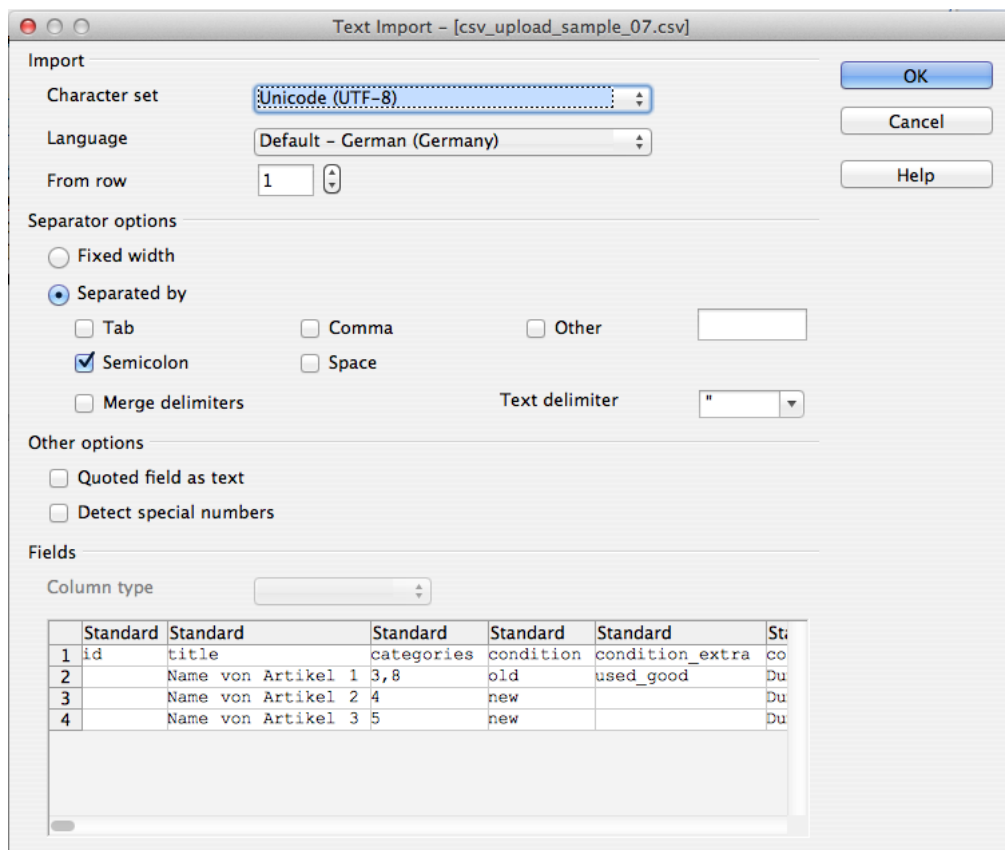 Text Import – [csv_upload_sample_07.csv]
Import
OK
Character set Unicode (UTF–8)
Cancel
Language Default – German (Germany)
Help
From row 1
Separator options
Fixed width
Separated by
Tab Comma Other
Semicolon Space
Merge delimiters Text delimiter "
Other options
Quoted field as text
Detect special numbers
Fields
Column type
Standard Standard Standard Standard Standard
1 id title categories condition condition_extra co
2 Name von Artikel 1 3,8 old used_good Du
3 Name von Artikel 2 4 new Du
4 Name von Artikel 3 5 new Du